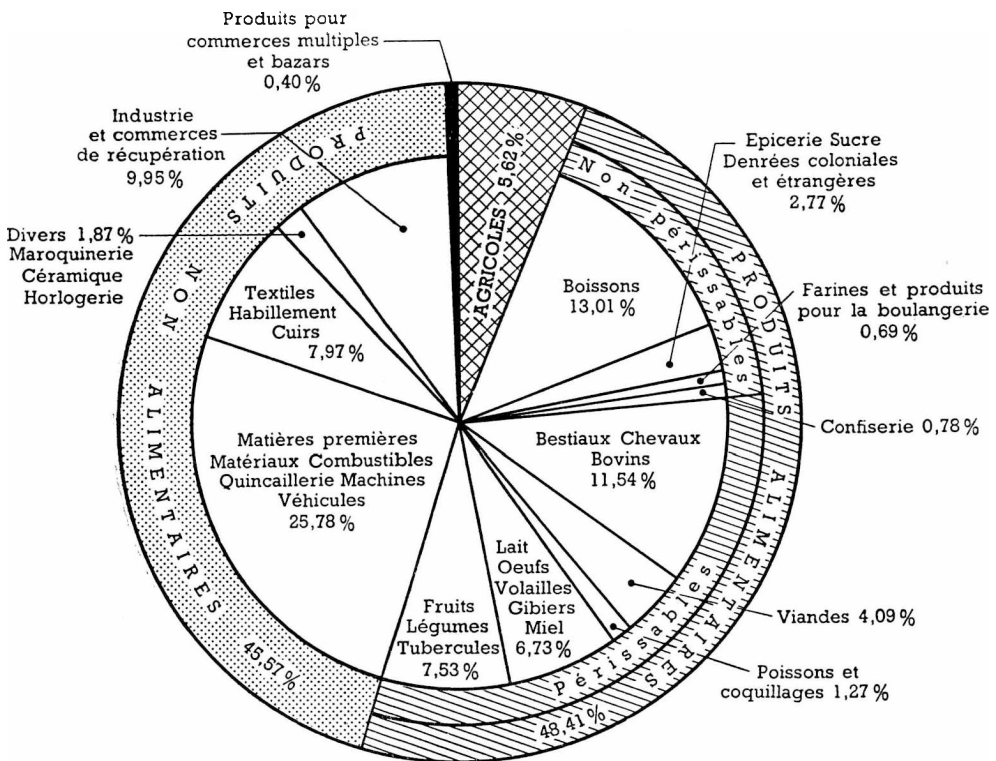 Produits pour
commerces multiples
et bazars
0,40 %
Industrie
et commerces
de récupération
9,95 %
Divers 1,87 %
Maroquinerie
Céramique
Horlogerie
PRODUITS NON ALIMENTAIRES 45,57 %
Textiles
Habillement
Cuirs
7,97 %
Matières premières
Matériaux Combustibles
Quincaillerie Machines
Véhicules
25,78 %
AGRICOLES 5,62 %
PRODUITS ALIMENTAIRES 48,41 %
Non périssables
Boissons
13,01 %
Epicerie Sucre
Denrées coloniales
et étrangères
2,77 %
Farines et produits
pour la boulangerie
0,69 %
Confiserie 0,78 %
Périssables
Bestiaux Chevaux
Bovins
11,54 %
Viandes 4,09 %
Poissons et
coquillages 1,27 %
Lait
Oeufs
Volailles
Gibiers
Miel
6,73 %
Fruits
Légumes
Tubercules
7,53 %